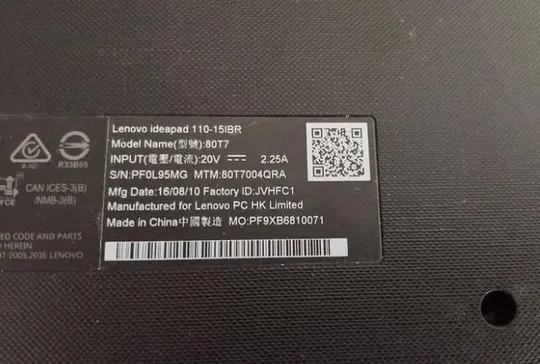 Lenovo ideapad 110-15IBR
Model Name(型號):80T7
INPUT(電壓/電流):20V ⎓ 2.25A
S/N:PF0L95MG MTM:80T7004QRA
Mfg Date:16/08/10 Factory ID:JVHFC1
Manufactured for Lenovo PC HK Limited
Made in China中國製造 MO:PF9XB6810071
R33B65
CAN ICES-3(B)
/NMB-3(B)
ED CODE AND PARTS
D HEREIN
HT 2005,2016 LENOVO